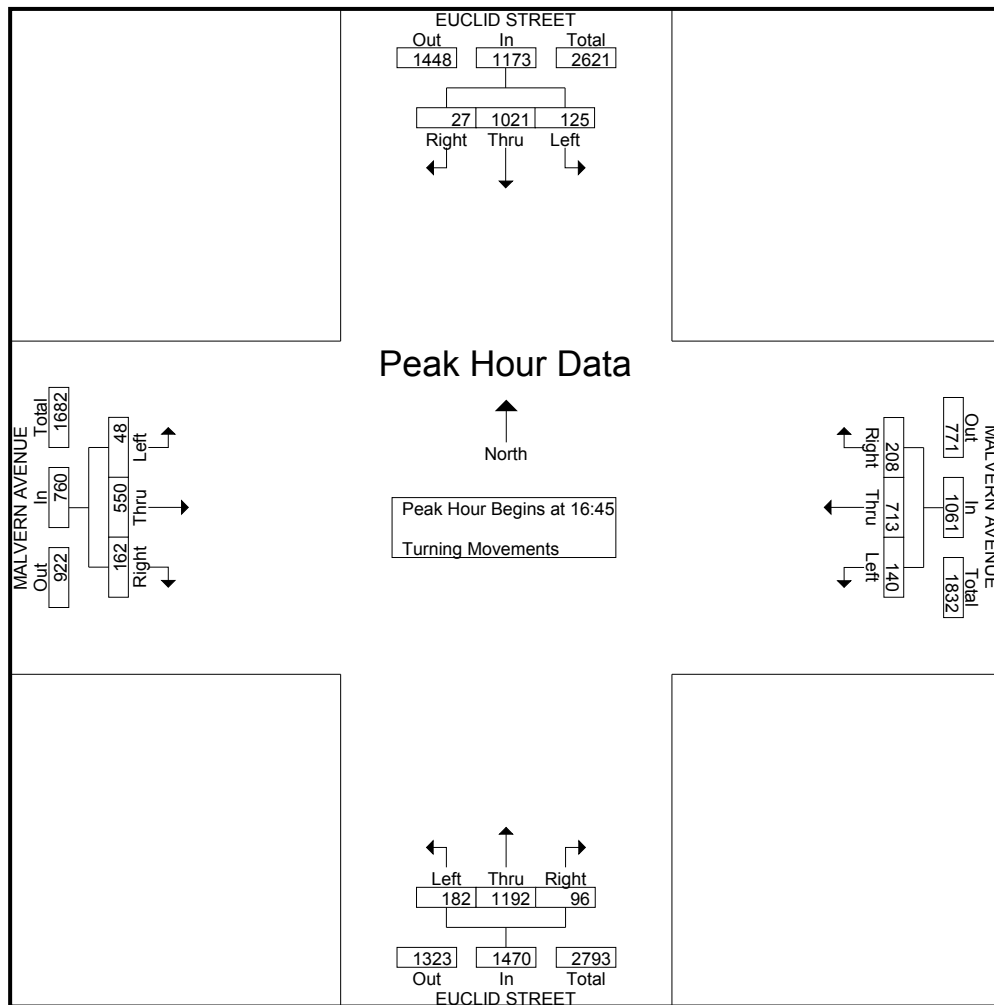 EUCLID STREET
Out In Total
1448 1173 2621
27 1021 125
Right Thru Left
Peak Hour Data
North
Peak Hour Begins at 16:45
Turning Movements
MALVERN AVENUE
Total In Out
1682 760 922
48 550 162
Left Thru Right
MALVERN AVENUE
Out In Total
771 1061 1832
208 713 140
Right Thru Left
Left Thru Right
182 1192 96
1323 1470 2793
Out In Total
EUCLID STREET